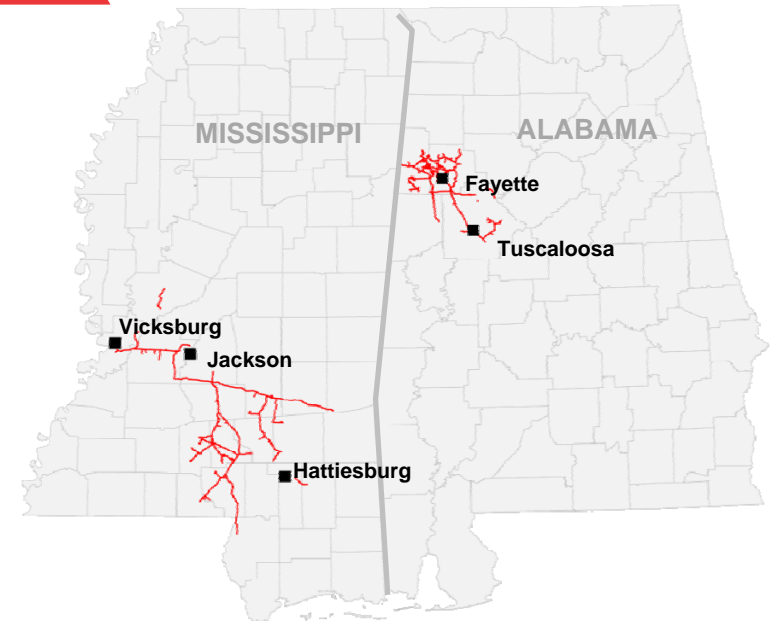 MISSISSIPPI
ALABAMA
Fayette
Tuscaloosa
Vicksburg
Jackson
Hattiesburg